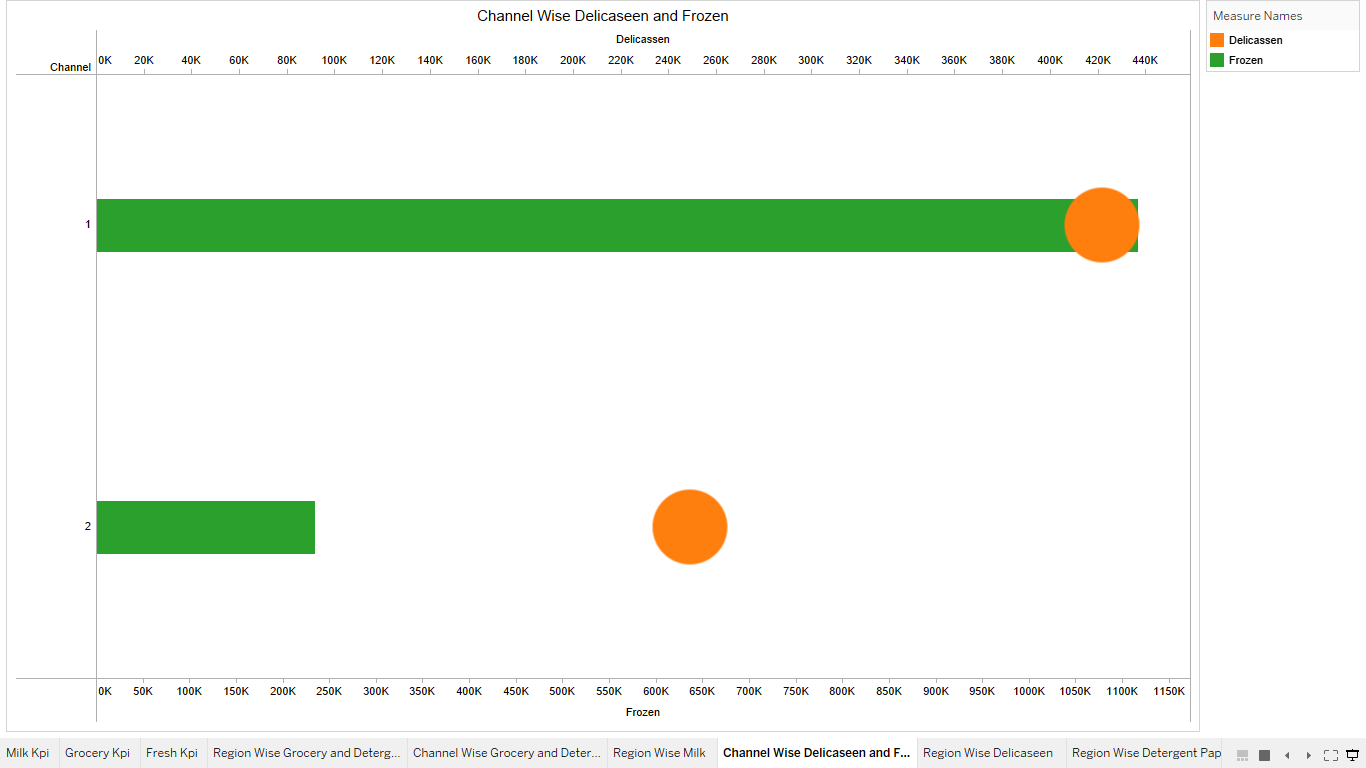 Channel Wise Delicaseen and Frozen
Measure Names
Delicassen
Frozen
Delicassen
Channel
0K 20K 40K 60K 80K 100K 120K 140K 160K 180K 200K 220K 240K 260K 280K 300K 320K 340K 360K 380K 400K 420K 440K
1
2
0K 50K 100K 150K 200K 250K 300K 350K 400K 450K 500K 550K 600K 650K 700K 750K 800K 850K 900K 950K 1000K 1050K 1100K 1150K
Frozen
Milk Kpi Grocery Kpi Fresh Kpi Region Wise Grocery and Deterg... Channel Wise Grocery and Deter... Region Wise Milk Channel Wise Delicaseen and F... Region Wise Delicaseen Region Wise Detergent Pap